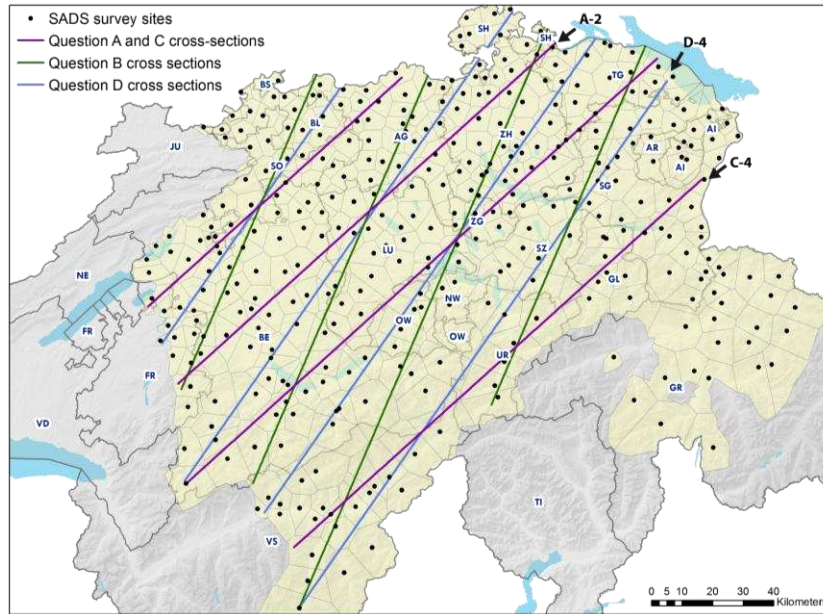 SADS survey sites
Question A and C cross-sections
Question B cross sections
Question D cross sections
SH
SH
A-2
D-4
BS
TG
BL
JU
AG
ZH
AI
AR
SO
AI
SG
C-4
ZG
LU
SZ
NE
GL
NW
FR
OW
BE
OW
UR
FR
GR
VD
TI
VS
0 5 10 20 30 40
Kilometers